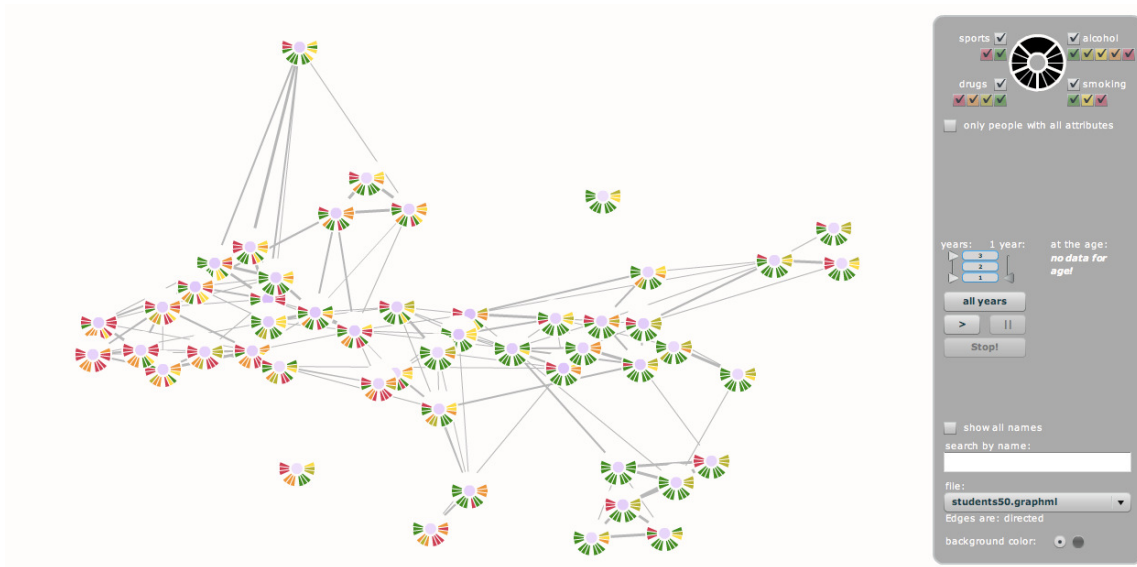 sports alcohol
drugs smoking
only people with all attributes
years: 1 year: at the age:
3 no data for
2 age!
1
all years
> ||
Stop!
show all names
search by name:
file:
students50.graphml
Edges are: directed
background color: